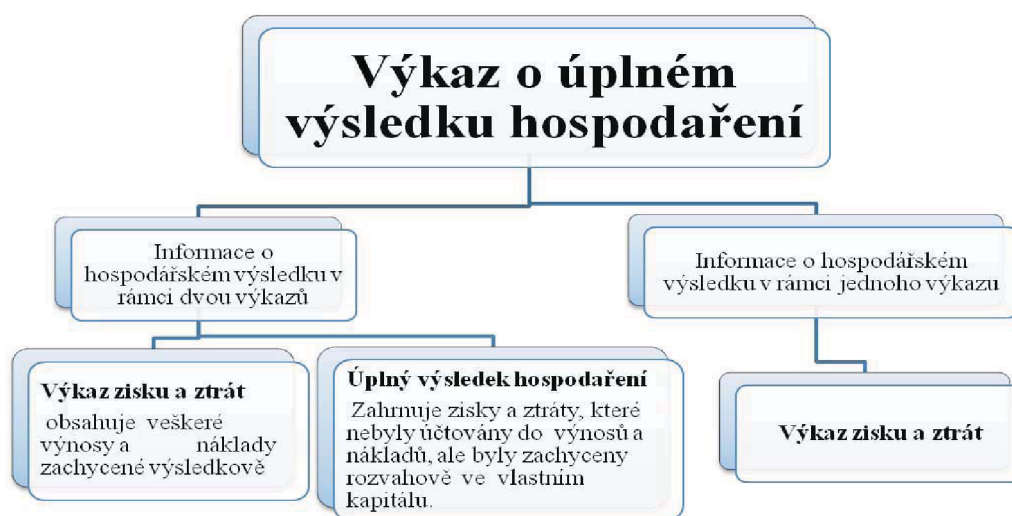 Výkaz o úplném
výsledku hospodaření
Informace o
hospodářském výsledku v
rámci dvou výkazů
Informace o hospodářském
výsledku v rámci jednoho výkazu
Výkaz zisku a ztrát
obsahuje veškeré
výnosy a náklady
zachycené výsledkově
Úplný výsledek hospodaření
Zahrnuje zisky a ztráty, které
nebyly účtovány do výnosů a
nákladů, ale byly zachyceny
rozvahově ve vlastním
kapitálu.
Výkaz zisku a ztrát